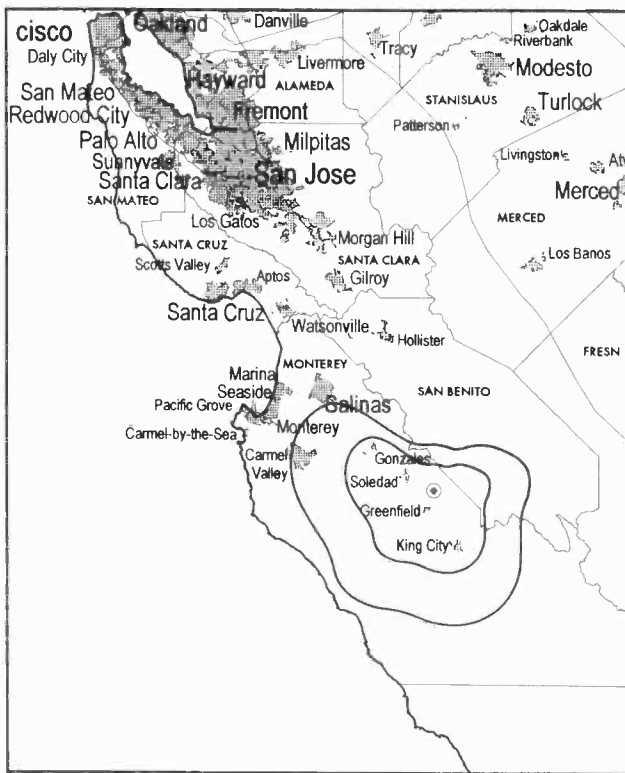 Oakland
Danville
Oakdale
Riverbank
cisco
Daly City
Tracy
Livermore
Modesto
Hayward
ALAMEDA
San Mateo
STANISLAUS
Redwood City
Fremont
Turlock
Patterson
Palo Alto
Milpitas
Sunnyvale
Livingston
At
San Jose
Santa Clara
Merced
SAN MATEO
Los Gatos
MERCED
Morgan Hill
SANTA CRUZ
Los Banos
SANTA CLARA
Scotts Valley
Aptos
Gilroy
Santa Cruz
Watsonville
Hollister
FRESN
MONTEREY
Marina
SAN BENITO
Seaside
Salinas
Pacific Grove
Monterey
Carmel-by-the-Sea
Carmel
Valley
Gonzales
Soledad
Greenfield
King City